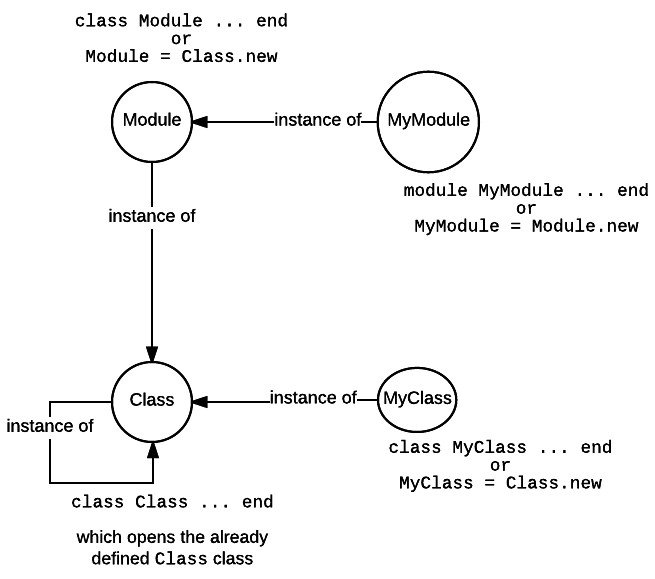 class Module ... end
or
Module = Class.new
Module
instance of
MyModule
module MyModule ... end
or
MyModule = Module.new
instance of
Class
instance of
MyClass
instance of
class MyClass ... end
or
MyClass = Class.new
class Class ... end
which opens the already
defined Class class